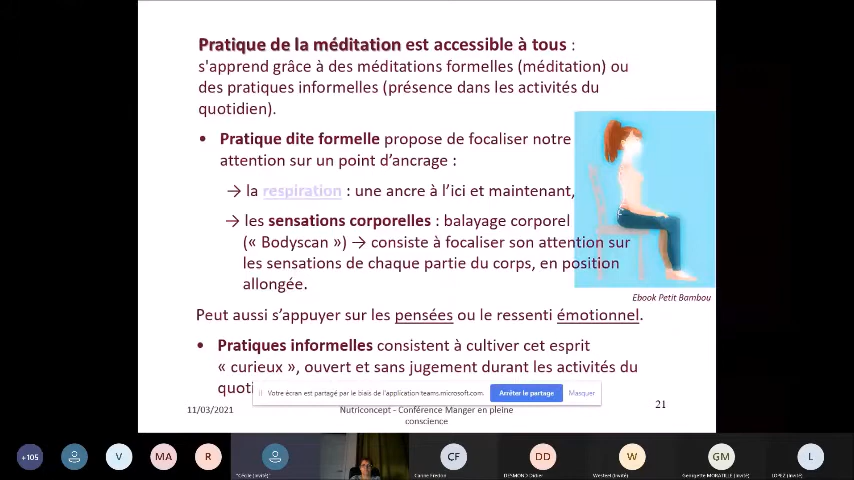 Pratique de la méditation est accessible à tous :
s'apprend grâce à des méditations formelles (méditation) ou
des pratiques informelles (présence dans les activités du
quotidien).
• Pratique dite formelle propose de focaliser notre
attention sur un point d'ancrage :
→ la respiration : une ancre à l'ici et maintenant,
→ les sensations corporelles : balayage corporel
(« Bodyscan ») → consiste à focaliser son attention sur
les sensations de chaque partie du corps, en position
allongée.
Ebook Petit Bambou
Peut aussi s'appuyer sur les pensées ou le ressenti émotionnel.
• Pratiques informelles consistent à cultiver cet esprit
« curieux », ouvert et sans jugement durant les activités du
quoti
Votre écran est partagé par le biais de l'application teams.microsoft.com.
Arrêter le partage
Masquer
11/03/2021
Nutriconcept - Conférence Manger en pleine
conscience
21
+105
V
MA
R
CF
DD
W
GM
L
"Cécile (Invité)"
DESMONS Didier